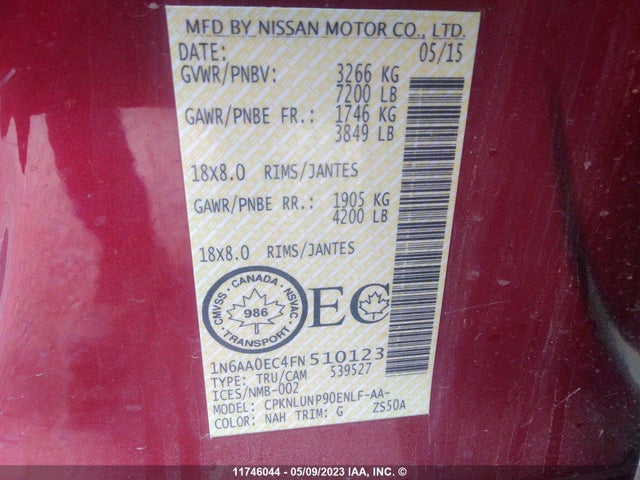 MFD BY NISSAN MOTOR CO., LTD.
DATE: 05/15
GVWR/PNBV: 3266 KG
7200 LB
GAWR/PNBE FR.: 1746 KG
3849 LB
18X8.0 RIMS/JANTES
GAWR/PNBE RR.: 1905 KG
4200 LB
18X8.0 RIMS/JANTES
CANADA
CMVSS · NSVAC
986
TRANSPORT
EC
1N6AA0EC4FN510123
TYPE: TRU/CAM 539527
ICES/NMB-002
MODEL: CPKNLUNP90ENLF-AA-
COLOR: NAH TRIM: G ZS50A
11746044 - 05/09/2023 IAA, INC. ©